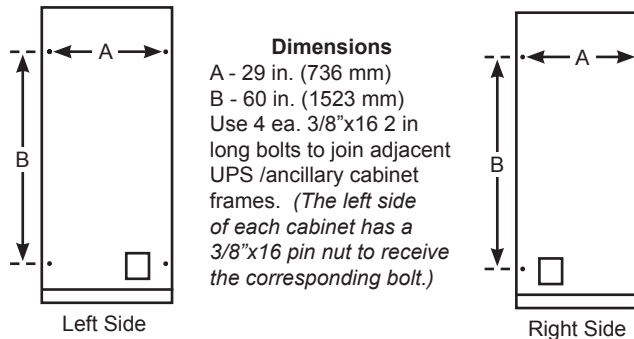 A
B
Left Side
Dimensions
A - 29 in. (736 mm)
B - 60 in. (1523 mm)
Use 4 ea. 3/8”x16 2 in
long bolts to join adjacent
UPS /ancillary cabinet
frames. (The left side
of each cabinet has a
3/8”x16 pin nut to receive
the corresponding bolt.)
A
B
Right Side